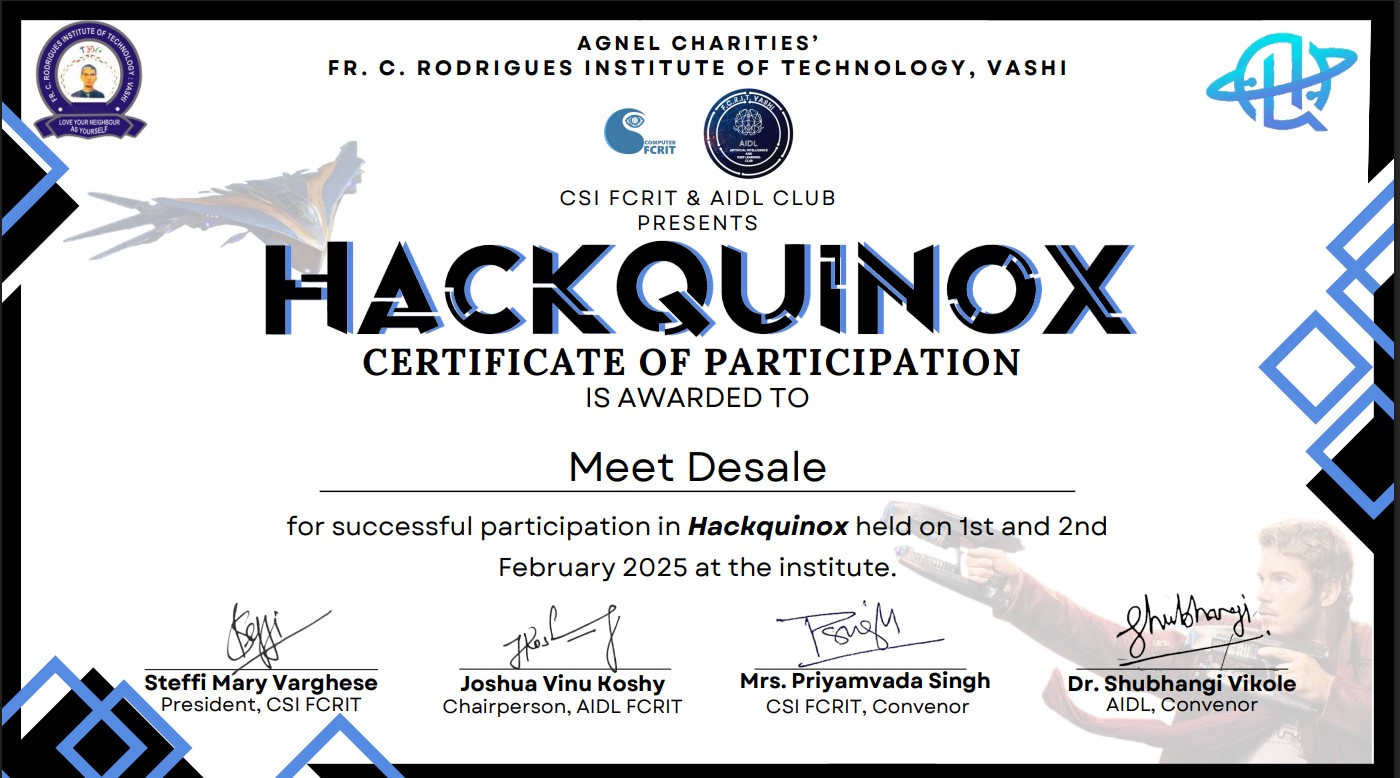 FR. C. RODRIGUES INSTITUTE OF TECHNOLOGY : VASHI
LOVE YOUR NEIGHBOUR
AS YOURSELF
AGNEL CHARITIES’
FR. C. RODRIGUES INSTITUTE OF TECHNOLOGY, VASHI
COMPUTER
FCRIT
F.C.R.I.T, VASHI
AIDL
ARTIFICIAL INTELLIGENCE
AND
DEEP LEARNING
CLUB
CSI FCRIT & AIDL CLUB
PRESENTS
HACKQUINOX
CERTIFICATE OF PARTICIPATION
IS AWARDED TO
Meet Desale
for successful participation in Hackquinox held on 1st and 2nd
February 2025 at the institute.
Steffi
JKoshy
PSingh
Shubhangi
Steffi Mary Varghese
President, CSI FCRIT
Joshua Vinu Koshy
Chairperson, AIDL FCRIT
Mrs. Priyamvada Singh
CSI FCRIT, Convenor
Dr. Shubhangi Vikole
AIDL, Convenor